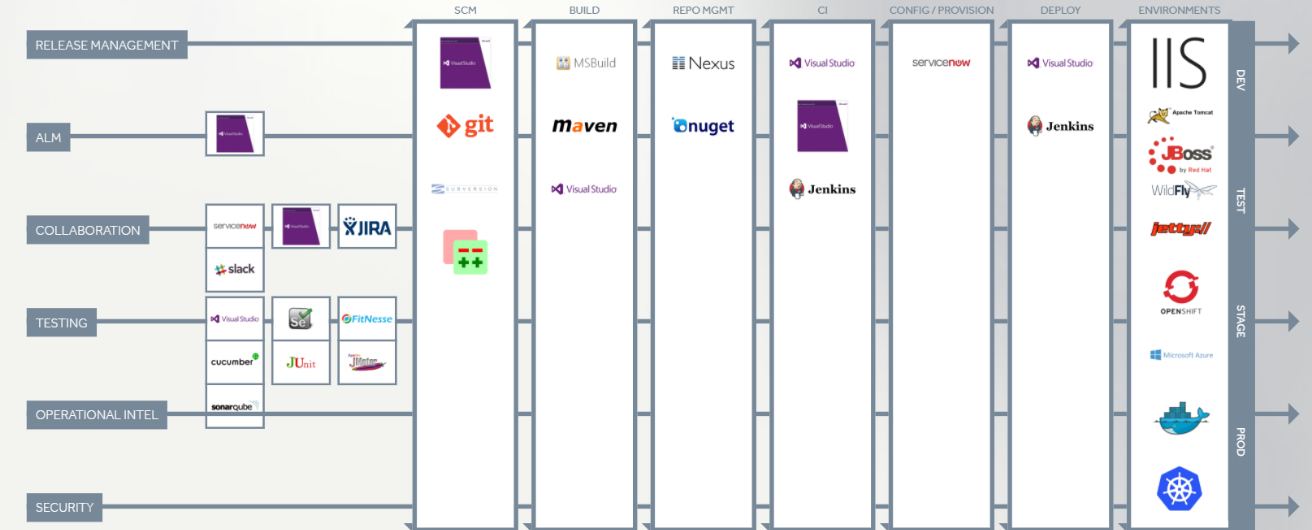 SCM
BUILD
REPO MGMT
CI
CONFIG / PROVISION
DEPLOY
ENVIRONMENTS
RELEASE MANAGEMENT
Visual Studio
MSBuild
Nexus
Visual Studio
servicenow
Visual Studio
IIS
DEV
ALM
Visual Studio
git
maven
nuget
Visual Studio
Jenkins
Apache Tomcat
JBoss
by Red Hat
SUBVERSION
Visual Studio
Jenkins
WildFly
TEST
COLLABORATION
servicenow
Visual Studio
JIRA
jetty://
slack
-- ++
OPENSHIFT
TESTING
Visual Studio
Se
FitNesse
STAGE
cucumber
JUnit
JMeter
Microsoft Azure
OPERATIONAL INTEL
sonarqube
PROD
SECURITY